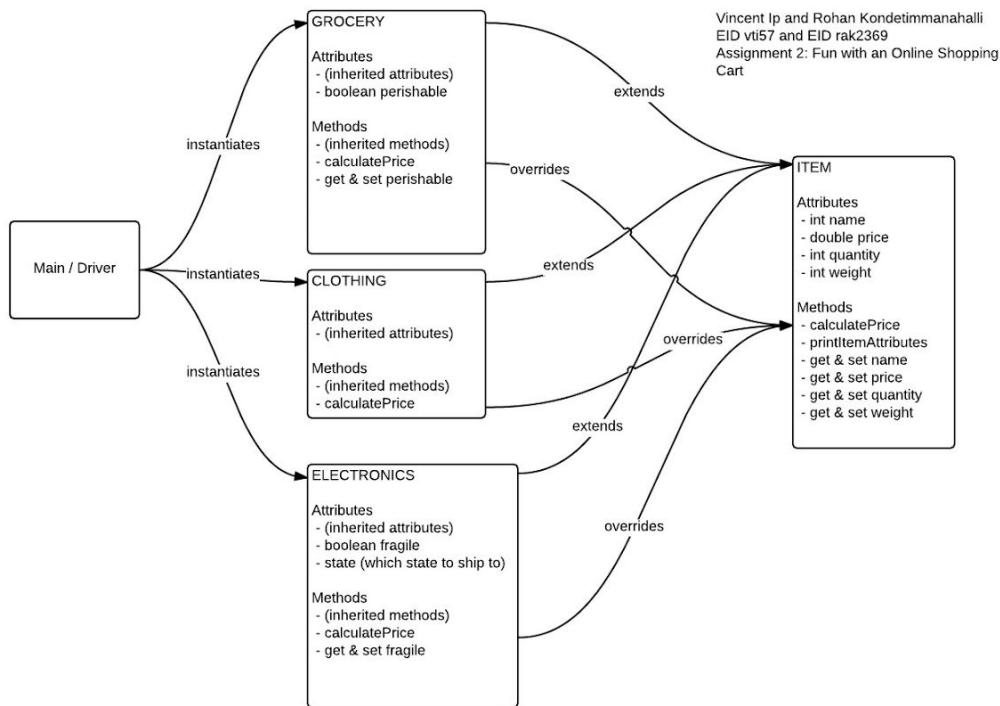 Vincent Ip and Rohan Kondetimmanahalli
EID vti57 and EID rak2369
Assignment 2: Fun with an Online Shopping
Cart
Main / Driver
instantiates
instantiates
instantiates
GROCERY
Attributes
- (inherited attributes)
- boolean perishable
Methods
- (inherited methods)
- calculatePrice
- get & set perishable
CLOTHING
Attributes
- (inherited attributes)
Methods
- (inherited methods)
- calculatePrice
ELECTRONICS
Attributes
- (inherited attributes)
- boolean fragile
- state (which state to ship to)
Methods
- (inherited methods)
- calculatePrice
- get & set fragile
extends
overrides
extends
overrides
extends
overrides
ITEM
Attributes
- int name
- double price
- int quantity
- int weight
Methods
- calculatePrice
- printItemAttributes
- get & set name
- get & set price
- get & set quantity
- get & set weight